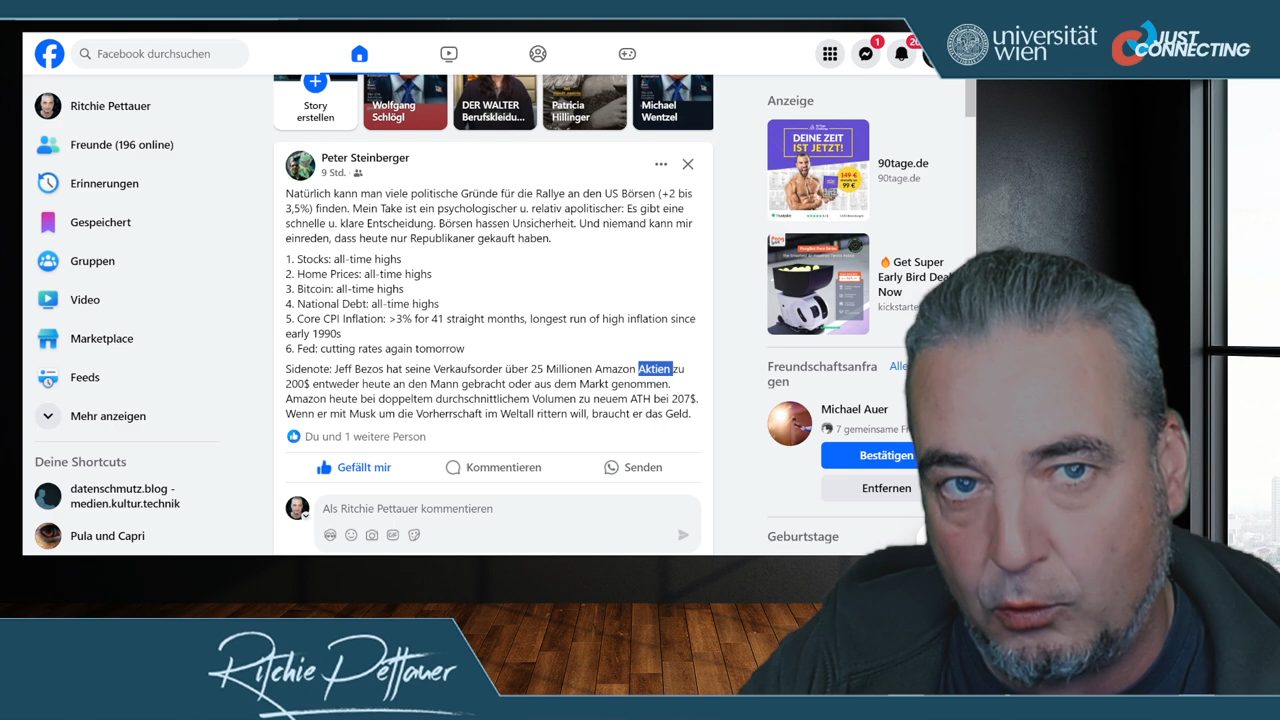 universität
wien
JUST
CONNECTING
Facebook durchsuchen
1
Ritchie Pettauer
Freunde (196 online)
Erinnerungen
Gespeichert
Gruppen
Video
Marketplace
Feeds
Mehr anzeigen
Deine Shortcuts
datenschmutz.blog -
medien.kultur.technik
Pula und Capri
Story
erstellen
Wolfgang
Schlögl
DER WALTER
Berufskleidu...
Patricia
Hillinger
Michael
Wentzel
Peter Steinberger
9 Std. ·
Natürlich kann man viele politische Gründe für die Rallye an den US Börsen (+2 bis
3,5%) finden. Mein Take ist ein psychologischer u. relativ apolitischer: Es gibt eine
schnelle u. klare Entscheidung. Börsen hassen Unsicherheit. Und niemand kann mir
einreden, dass heute nur Republikaner gekauft haben.
1. Stocks: all-time highs
2. Home Prices: all-time highs
3. Bitcoin: all-time highs
4. National Debt: all-time highs
5. Core CPI Inflation: >3% for 41 straight months, longest run of high inflation since
early 1990s
6. Fed: cutting rates again tomorrow
Sidenote: Jeff Bezos hat seine Verkaufsorder über 25 Millionen Amazon Aktien zu
200$ entweder heute an den Mann gebracht oder aus dem Markt genommen.
Amazon heute bei doppeltem durchschnittlichem Volumen zu neuem ATH bei 207$.
Wenn er mit Musk um die Vorherrschaft im Weltall rittern will, braucht er das Geld.
Du und 1 weitere Person
Gefällt mir
Kommentieren
Senden
Als Ritchie Pettauer kommentieren
GIF
Anzeige
DEINE ZEIT
IST JETZT!
349 €
99 €
90tage.de
90tage.de
Get Super
Early Bird Deal
Now
kickstarte
Freundschaftsanfra
gen
Alle
Michael Auer
7 gemeinsame Fr
Bestätigen
Entfernen
Geburtstage
Ritchie Pettauer